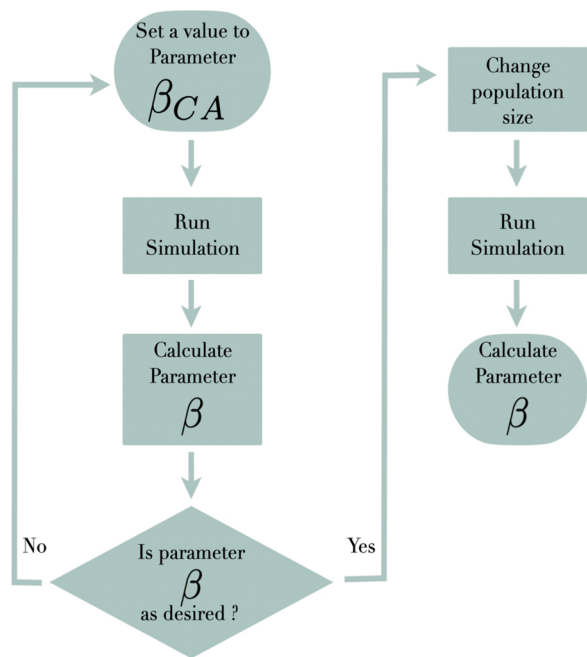 Set a value to
Parameter
β_CA
Run
Simulation
Calculate
Parameter
β
Is parameter
β
as desired ?
No
Yes
Change
population
size
Run
Simulation
Calculate
Parameter
β